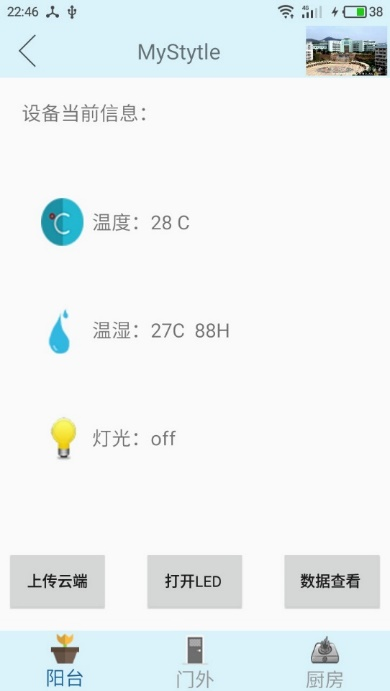 22:46 4G 38
MyStytle
设备当前信息：
℃ 温度：28 C
温湿：27C 88H
灯光：off
上传云端 打开LED 数据查看
阳台 门外 厨房